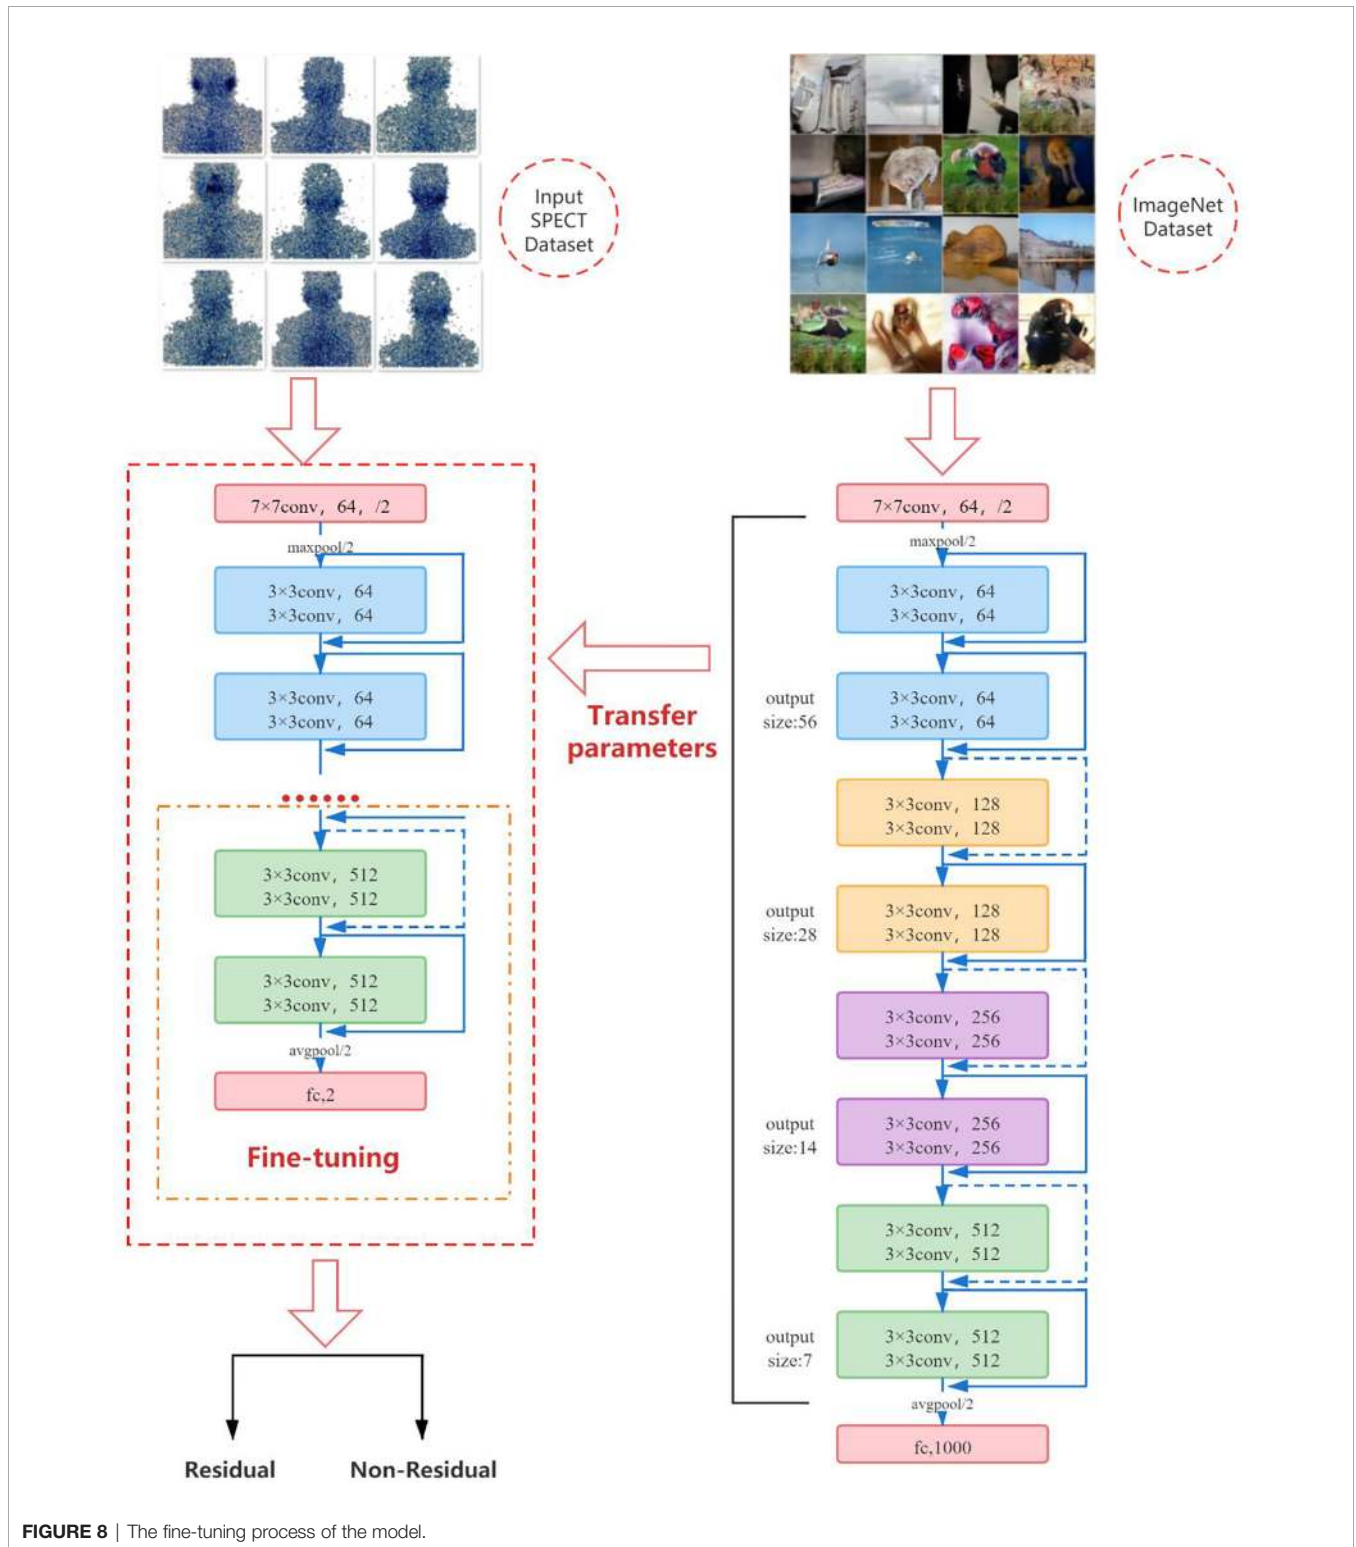 Input
SPECT
Dataset
ImageNet
Dataset
7×7conv, 64, /2
maxpool/2
3×3conv, 64
3×3conv, 64
3×3conv, 64
3×3conv, 64
3×3conv, 512
3×3conv, 512
3×3conv, 512
3×3conv, 512
avgpool/2
fc,2
Fine-tuning
Residual
Non-Residual
Transfer
parameters
7×7conv, 64, /2
maxpool/2
3×3conv, 64
3×3conv, 64
output
size:56
3×3conv, 64
3×3conv, 64
3×3conv, 128
3×3conv, 128
output
size:28
3×3conv, 128
3×3conv, 128
3×3conv, 256
3×3conv, 256
output
size:14
3×3conv, 256
3×3conv, 256
3×3conv, 512
3×3conv, 512
output
size:7
3×3conv, 512
3×3conv, 512
avgpool/2
fc,1000
FIGURE 8 | The fine-tuning process of the model.